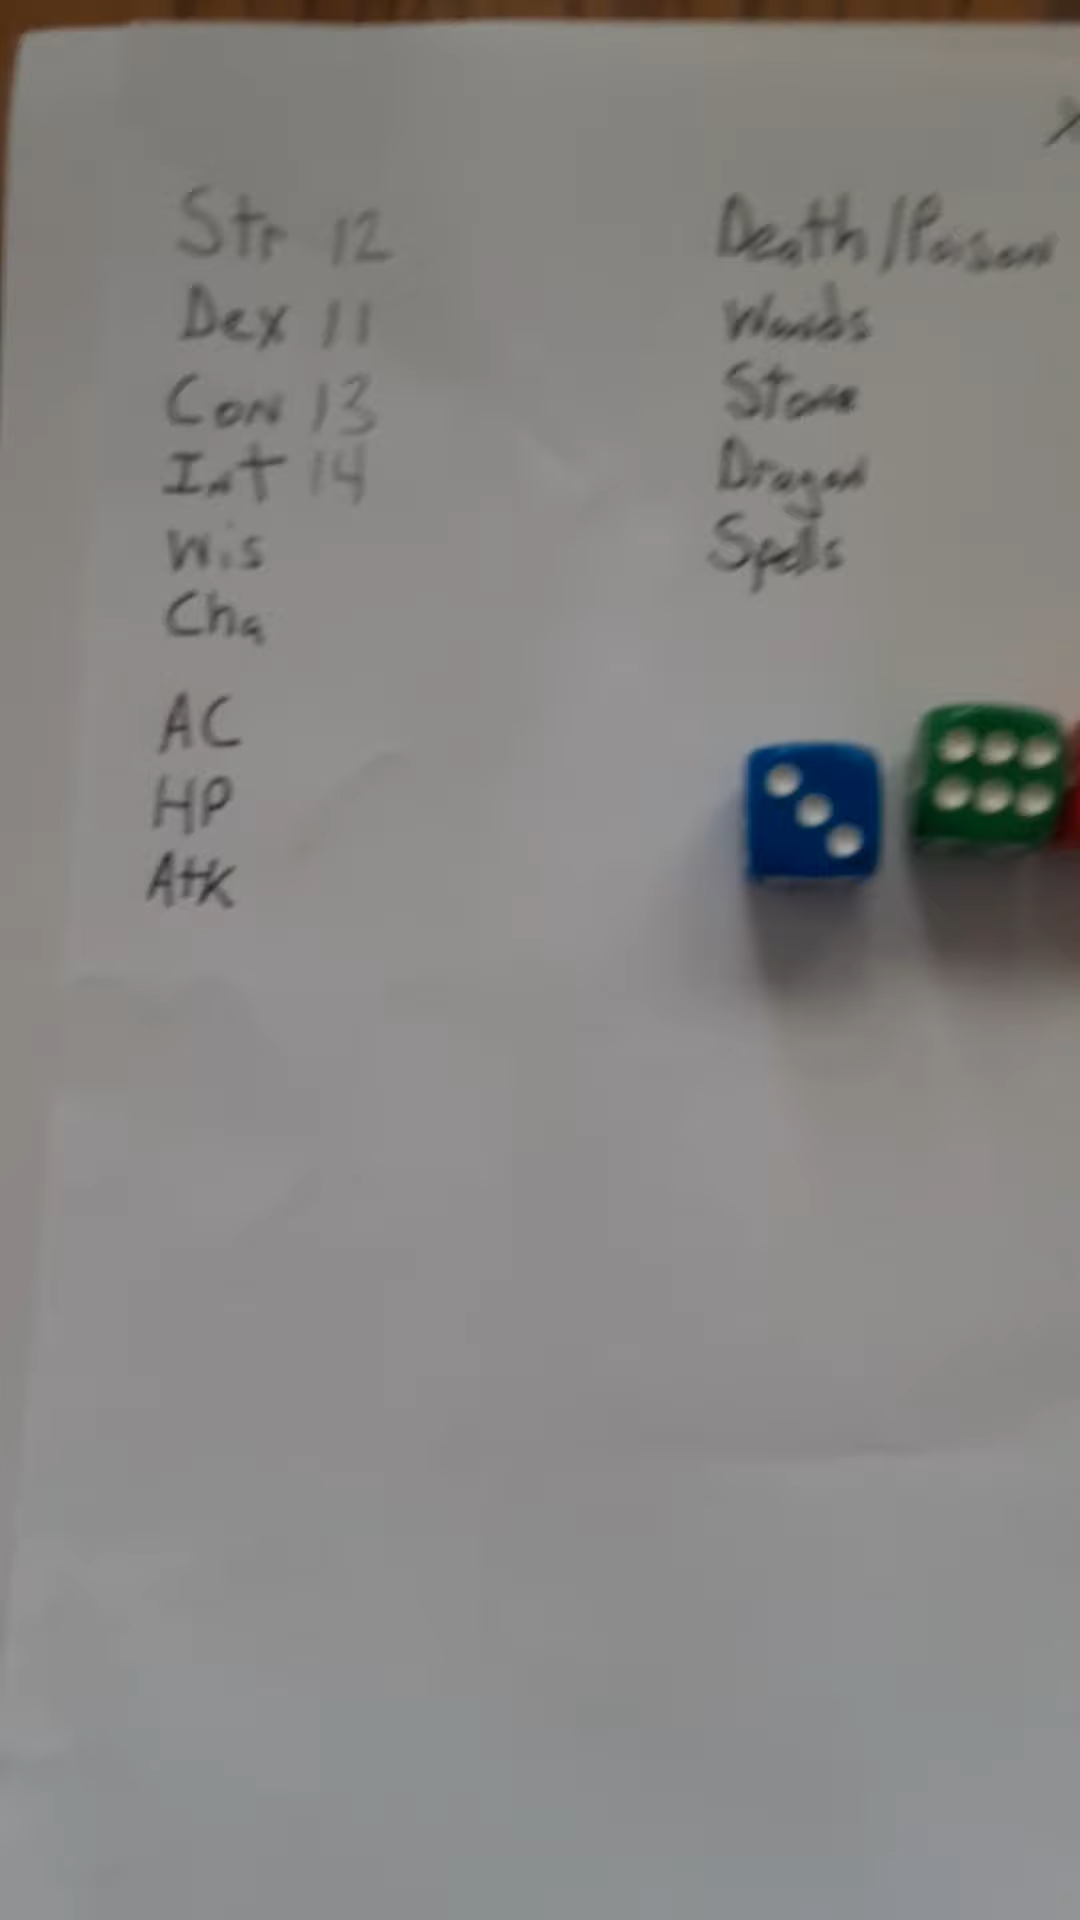 Str 12
Dex 11
Con 13
Int 14
Wis
Cha
AC
HP
Atk
Death/Poison
Wands
Stone
Dragon
Spells